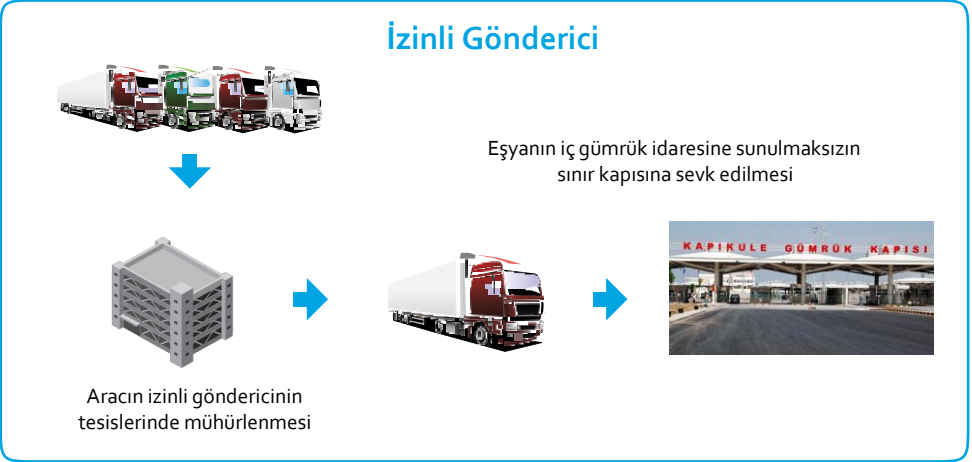 İzinli Gönderici
Eşyanın iç gümrük idaresine sunulmaksızın
sınır kapısına sevk edilmesi
KAPIKULE GÜMRÜK KAPISI
Aracın izinli göndericinin
tesislerinde mühürlenmesi